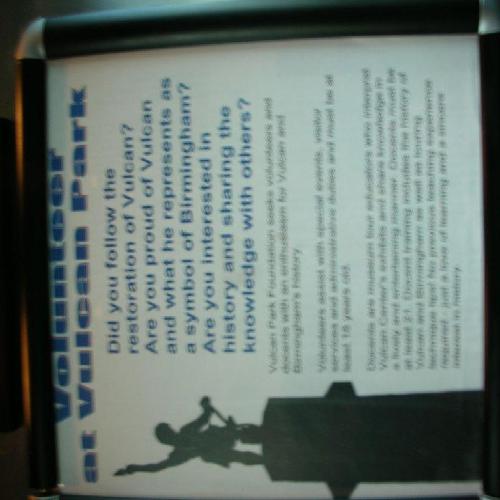 Volunteer
at Vulcan Park
Did you follow the
restoration of Vulcan?
Are you proud of Vulcan
and what he represents as
a symbol of Birmingham?
Are you interested in
history and sharing the
knowledge with others?
Vulcan Park Foundation seeks volunteers and
docents with an enthusiasm for Vulcan and
Birmingham's history.
Volunteers assist with special events, visitor
services and administrative duties and must be at
least 16 years old.
Docents are museum tour educators who interpret
Vulcan Center's exhibits and share knowledge in
a lively and entertaining manner. Docents must be
at least 21. Docent training includes the history of
Vulcan and Birmingham as well as touring
techniques tips! No previous teaching experience
required - just a love of learning and a sincere
interest in history.